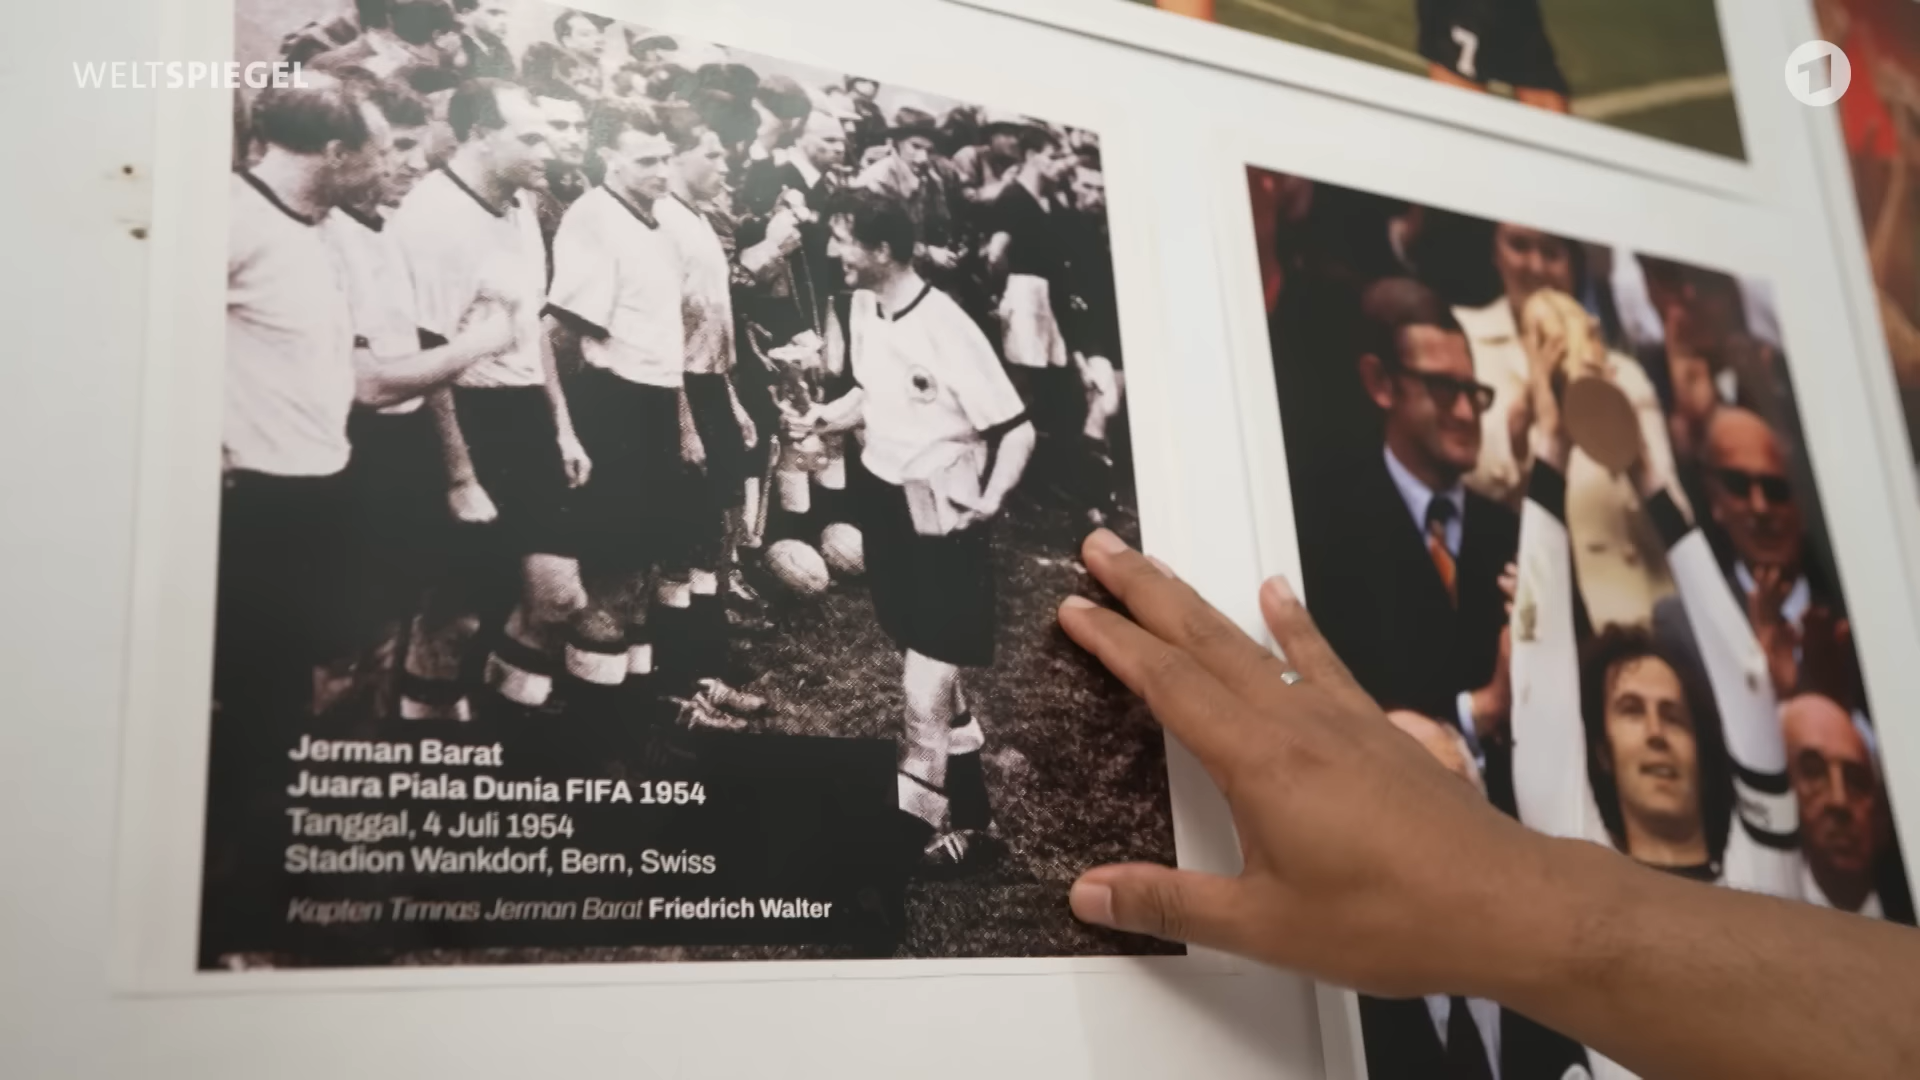 WELTSPIEGEL
1
7
Jerman Barat
Juara Piala Dunia FIFA 1954
Tanggal, 4 Juli 1954
Stadion Wankdorf, Bern, Swiss
Kapten Timnas Jerman Barat Friedrich Walter